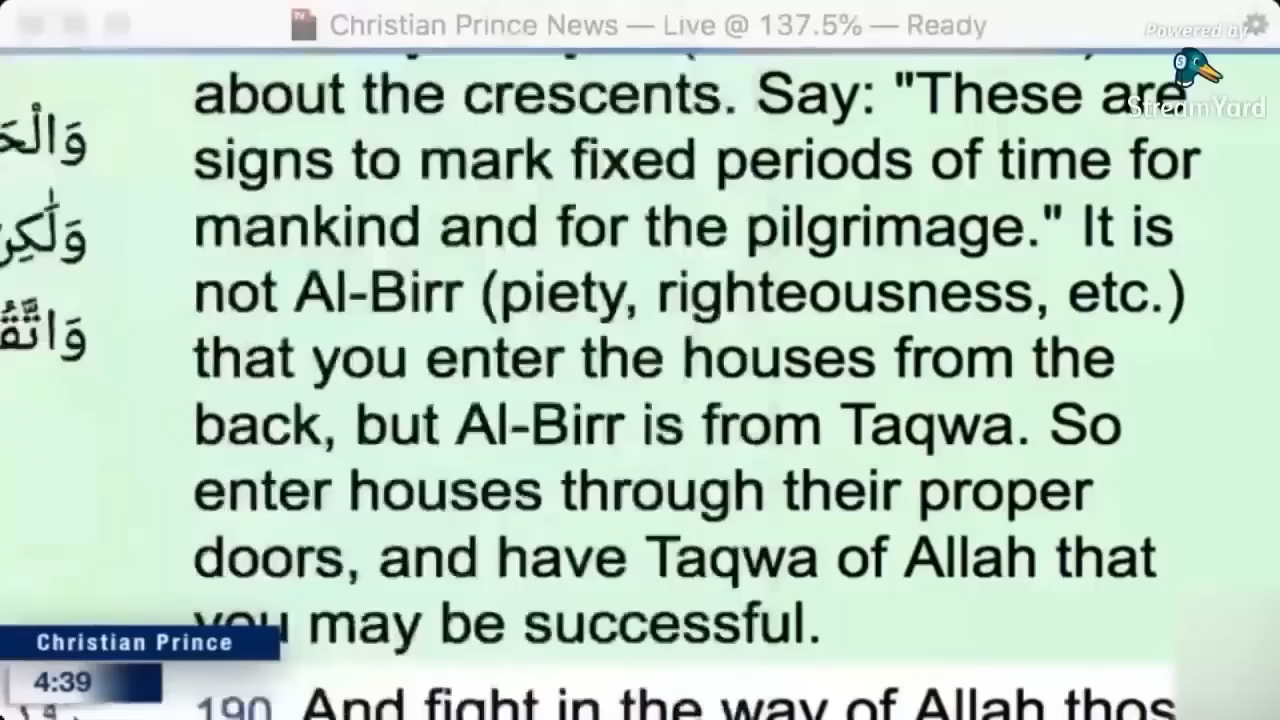 Christian Prince News — Live @ 137.5% — Ready
Powered by
StreamYard
about the crescents. Say: "These are
signs to mark fixed periods of time for
mankind and for the pilgrimage." It is
not Al-Birr (piety, righteousness, etc.)
that you enter the houses from the
back, but Al-Birr is from Taqwa. So
enter houses through their proper
doors, and have Taqwa of Allah that
you may be successful.
190 And fight in the way of Allah thos
وَالْحَ
وَلَٰكِنَّ
Christian Prince
4:39